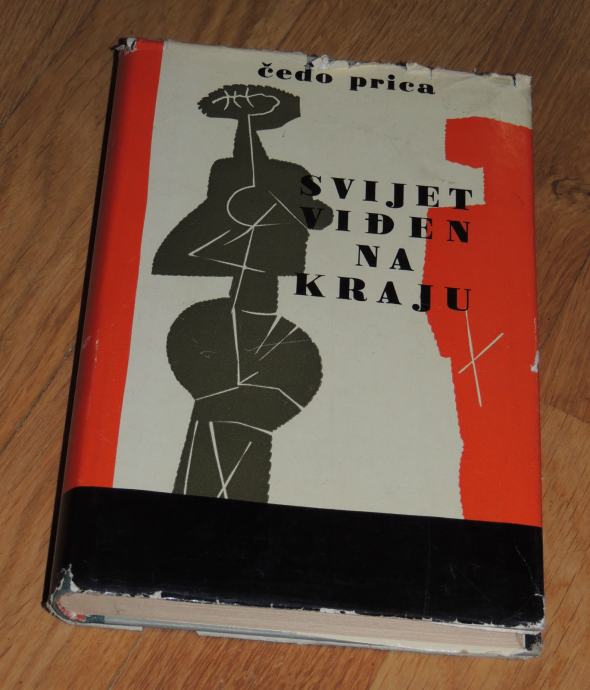 čedo prica
SVIJET
VIĐEN
NA
KRAJU